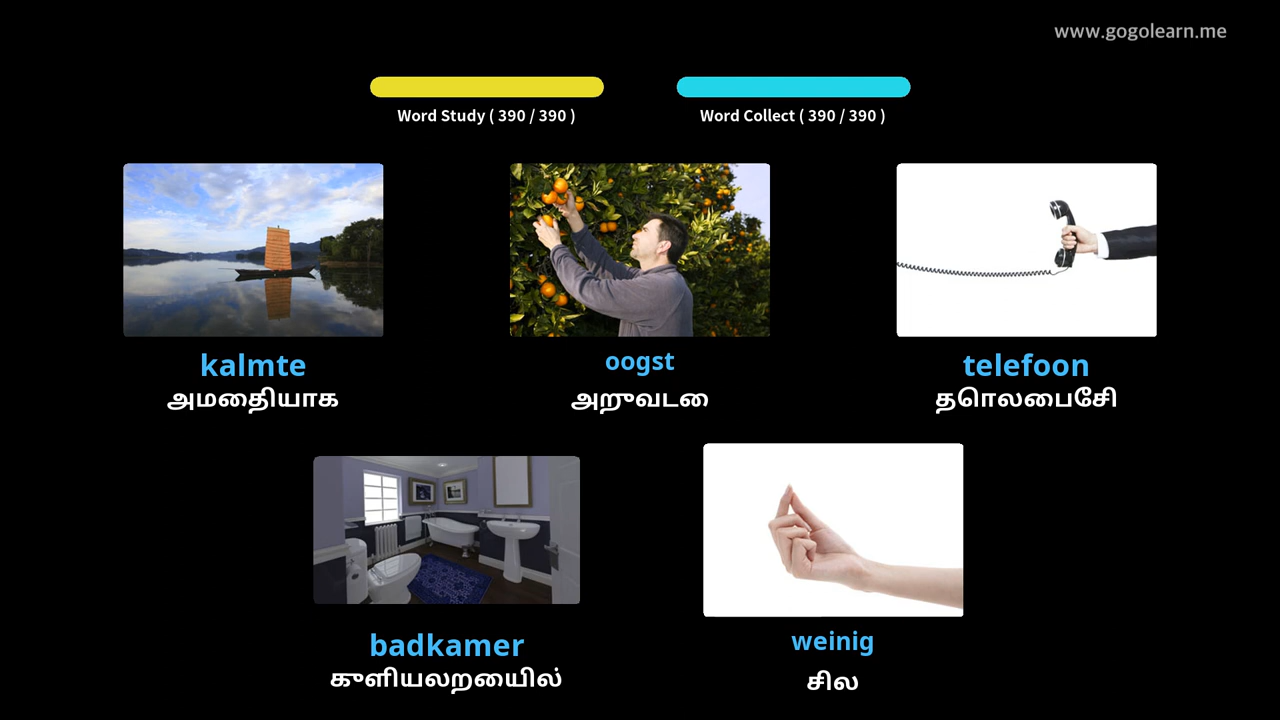 www.gogolearn.me
Word Study ( 390 / 390 )
Word Collect ( 390 / 390 )
kalmte
அமைதியாக
oogst
அறுவடை
telefoon
தொலைபேசி
badkamer
குளியலறையில்
weinig
சில